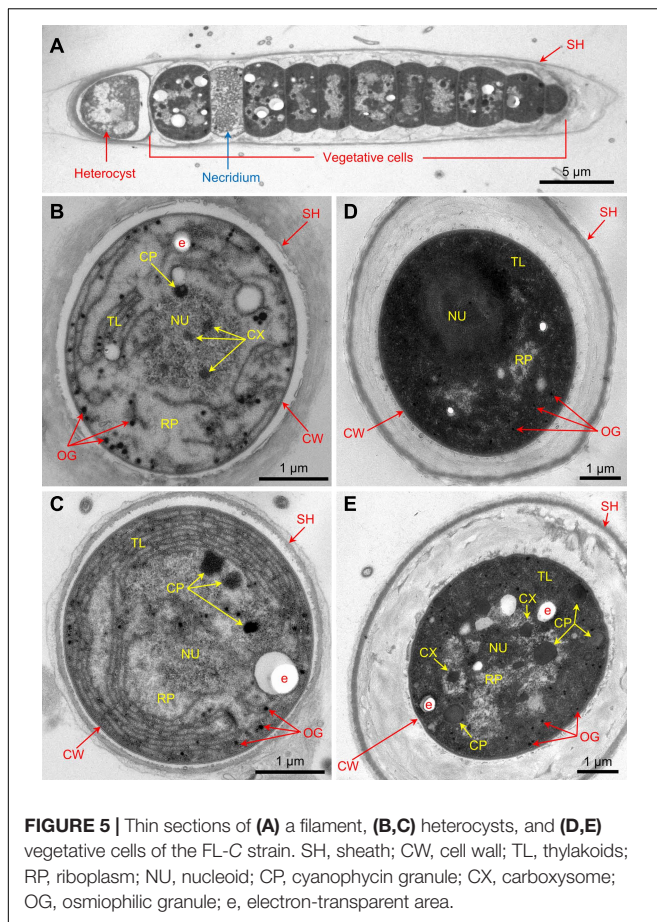 A
SH
Heterocyst
Necridium
Vegetative cells
5 µm
B
SH
e
CP
TL
NU
CX
RP
OG
CW
1 µm
D
SH
TL
NU
RP
CW
OG
1 µm
C
SH
TL
CP
NU
RP
e
CW
OG
1 µm
E
SH
TL
CX
e
CP
NU
CX
RP
e
CP
CW
OG
1 µm
FIGURE 5 | Thin sections of (A) a filament, (B,C) heterocysts, and (D,E)
vegetative cells of the FL-C strain. SH, sheath; CW, cell wall; TL, thylakoids;
RP, riboplasm; NU, nucleoid; CP, cyanophycin granule; CX, carboxysome;
OG, osmiophilic granule; e, electron-transparent area.